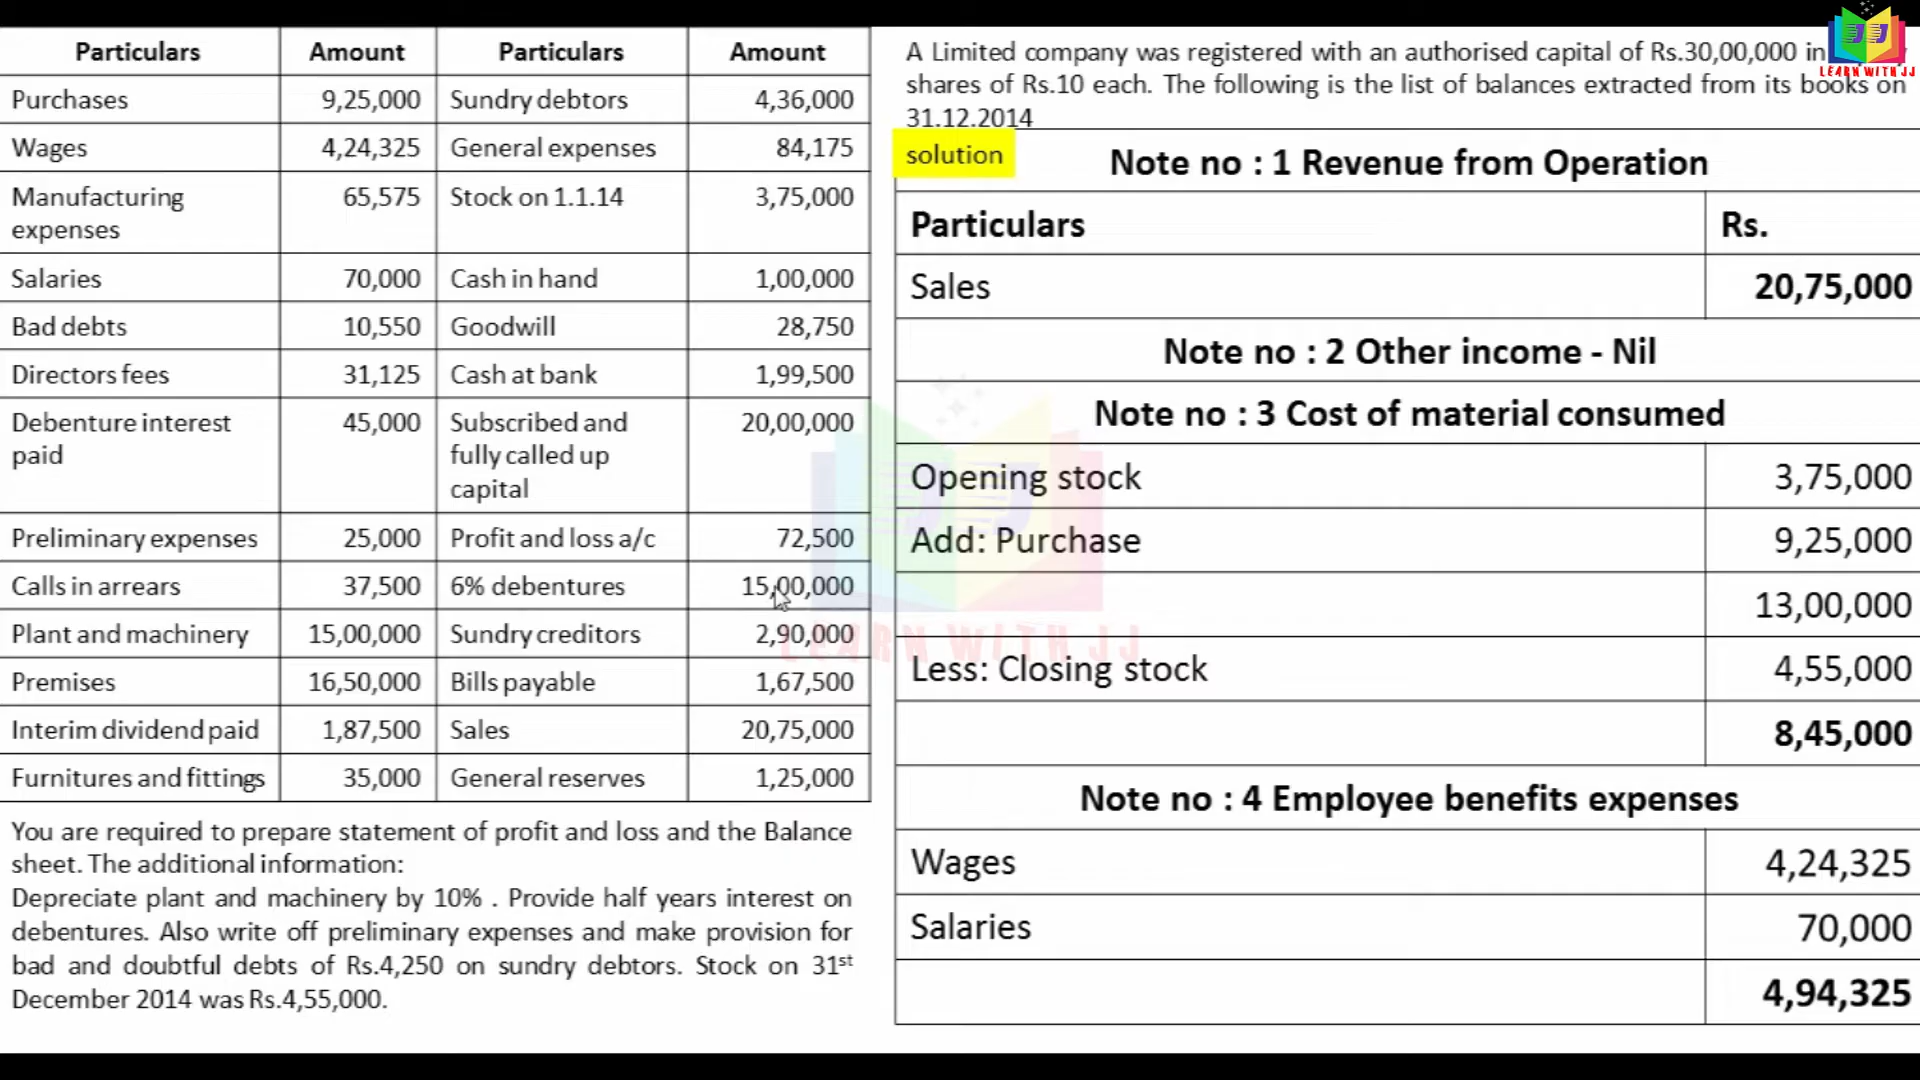 Particulars Amount Particulars Amount
Purchases 9,25,000 Sundry debtors 4,36,000
Wages 4,24,325 General expenses 84,175
Manufacturing expenses 65,575 Stock on 1.1.14 3,75,000
Salaries 70,000 Cash in hand 1,00,000
Bad debts 10,550 Goodwill 28,750
Directors fees 31,125 Cash at bank 1,99,500
Debenture interest paid 45,000 Subscribed and fully called up capital 20,00,000
Preliminary expenses 25,000 Profit and loss a/c 72,500
Calls in arrears 37,500 6% debentures 15,00,000
Plant and machinery 15,00,000 Sundry creditors 2,90,000
Premises 16,50,000 Bills payable 1,67,500
Interim dividend paid 1,87,500 Sales 20,75,000
Furnitures and fittings 35,000 General reserves 1,25,000
You are required to prepare statement of profit and loss and the Balance
sheet. The additional information:
Depreciate plant and machinery by 10% . Provide half years interest on
debentures. Also write off preliminary expenses and make provision for
bad and doubtful debts of Rs.4,250 on sundry debtors. Stock on 31st
December 2014 was Rs.4,55,000.
A Limited company was registered with an authorised capital of Rs.30,00,000 in
shares of Rs.10 each. The following is the list of balances extracted from its books on
31.12.2014
solution
Note no : 1 Revenue from Operation
Particulars Rs.
Sales 20,75,000
Note no : 2 Other income - Nil
Note no : 3 Cost of material consumed
Opening stock 3,75,000
Add: Purchase 9,25,000
13,00,000
Less: Closing stock 4,55,000
8,45,000
Note no : 4 Employee benefits expenses
Wages 4,24,325
Salaries 70,000
4,94,325
JJ
LEARN WITH JJ
LEARN WITH JJ